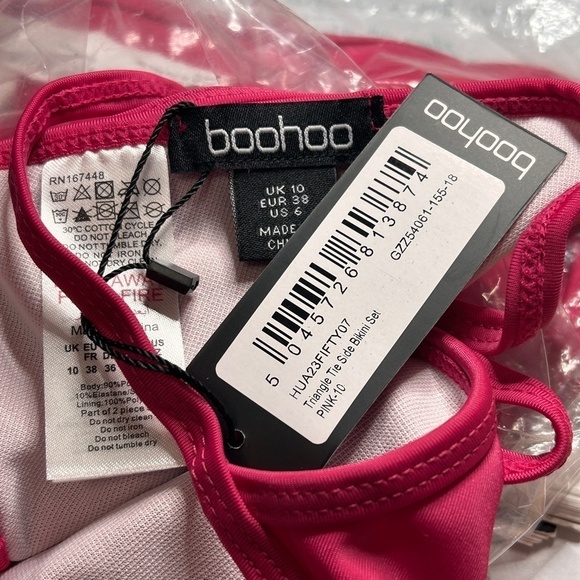 boohoo
UK 10
EUR 38
US 6
MADE
RN167448
30°C COTTON CYCLE
DO NOT BLEACH
DO NOT TUMBLE DRY
DO NOT IRON
FIRE
10 38 36
Body:90%
10%Elastane/
Lining:100%
Part of 2 piece
Do not dry clean
Do not iron
Do not bleach
Do not tumble dry
boohoo
GZZ54061-155-18
5 045726 813874
HUA23FIFTY07
Triangle Tie Side Bikini Set
PINK-10